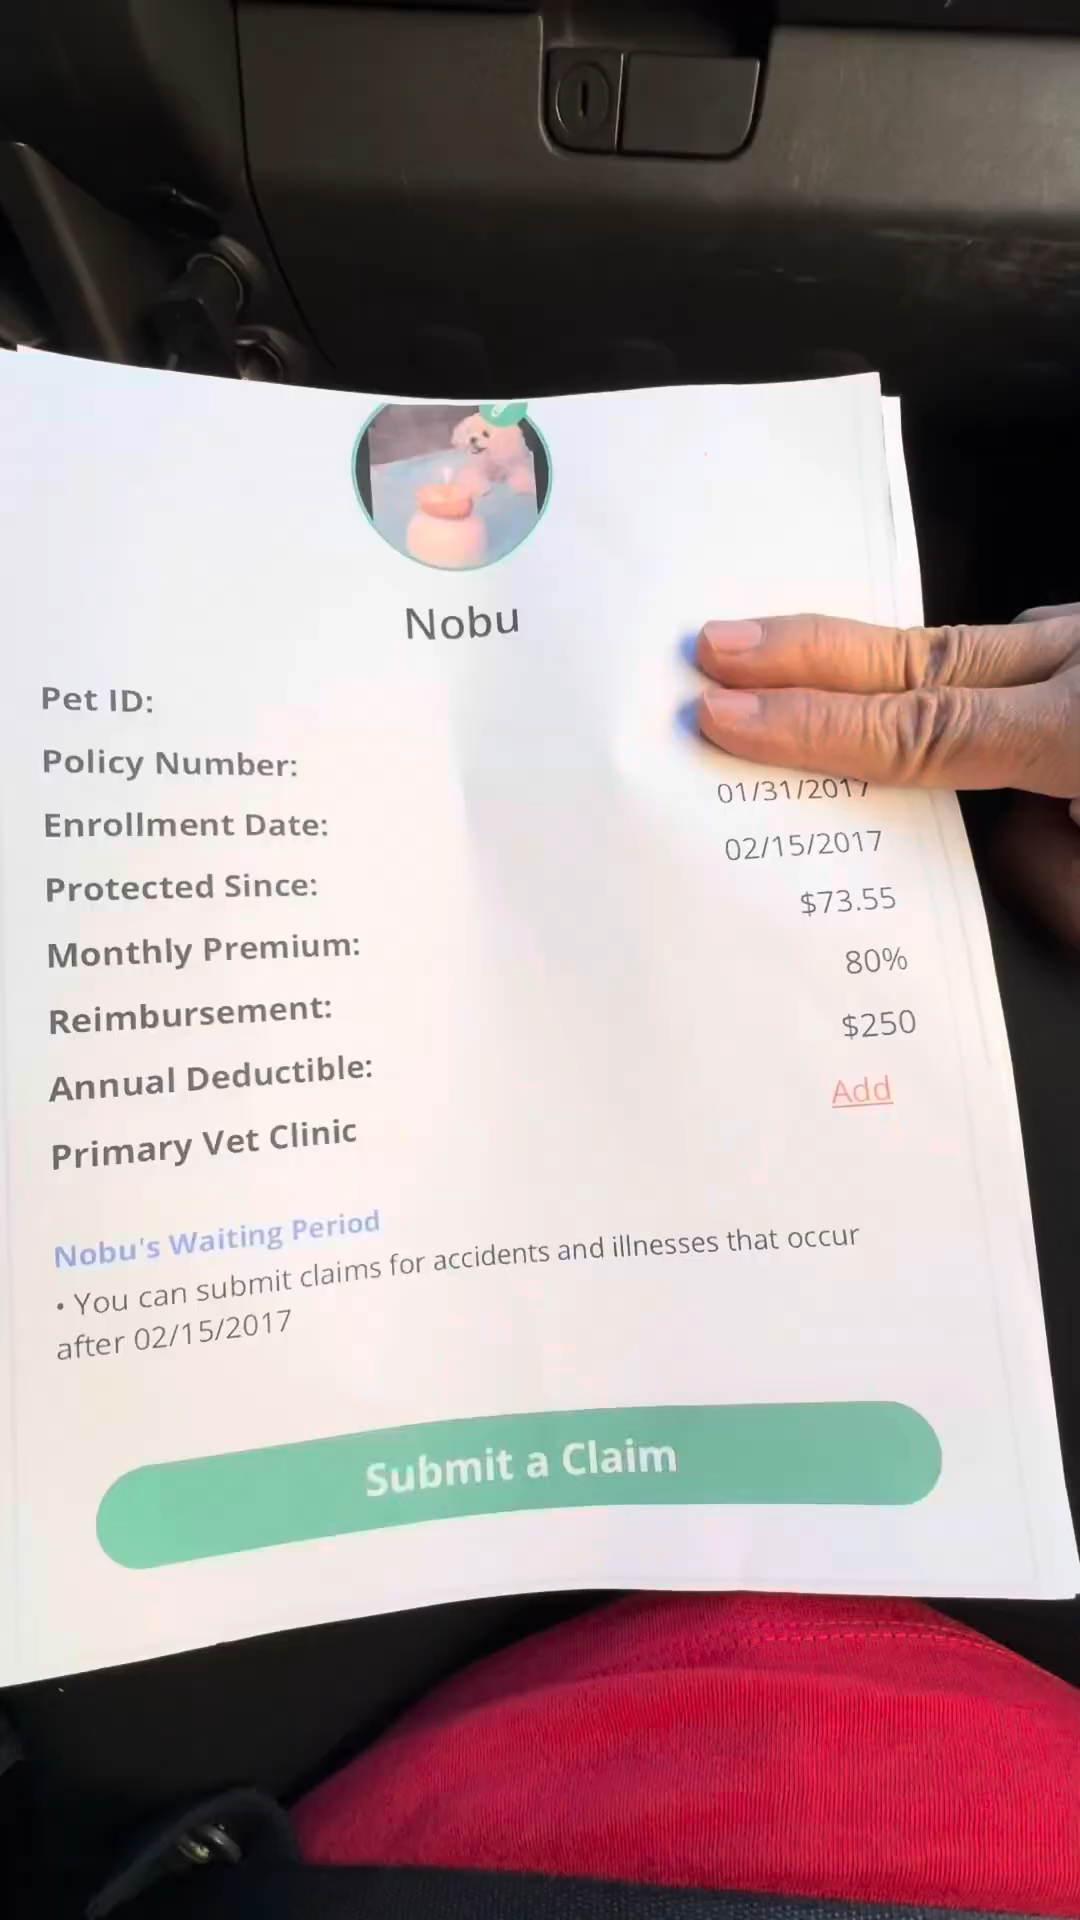 Nobu
Pet ID:
Policy Number:
Enrollment Date: 01/31/2017
Protected Since: 02/15/2017
Monthly Premium: $73.55
Reimbursement: 80%
Annual Deductible: $250
Primary Vet Clinic Add
Nobu's Waiting Period
• You can submit claims for accidents and illnesses that occur
after 02/15/2017
Submit a Claim